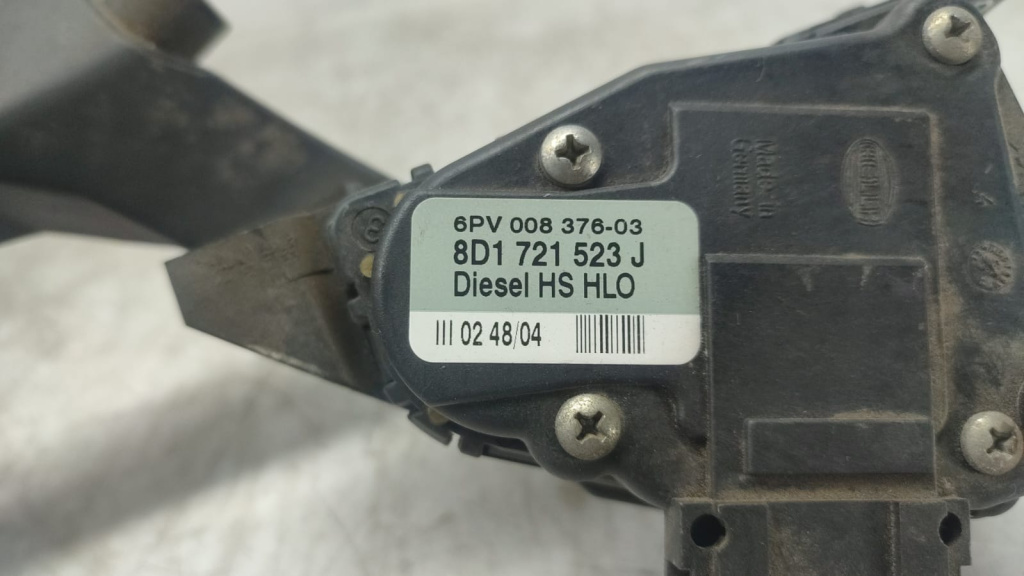 6PV 008 376-03
8D1 721 523 J
Diesel HS HLO
III 02 48/04
Made in
Germany